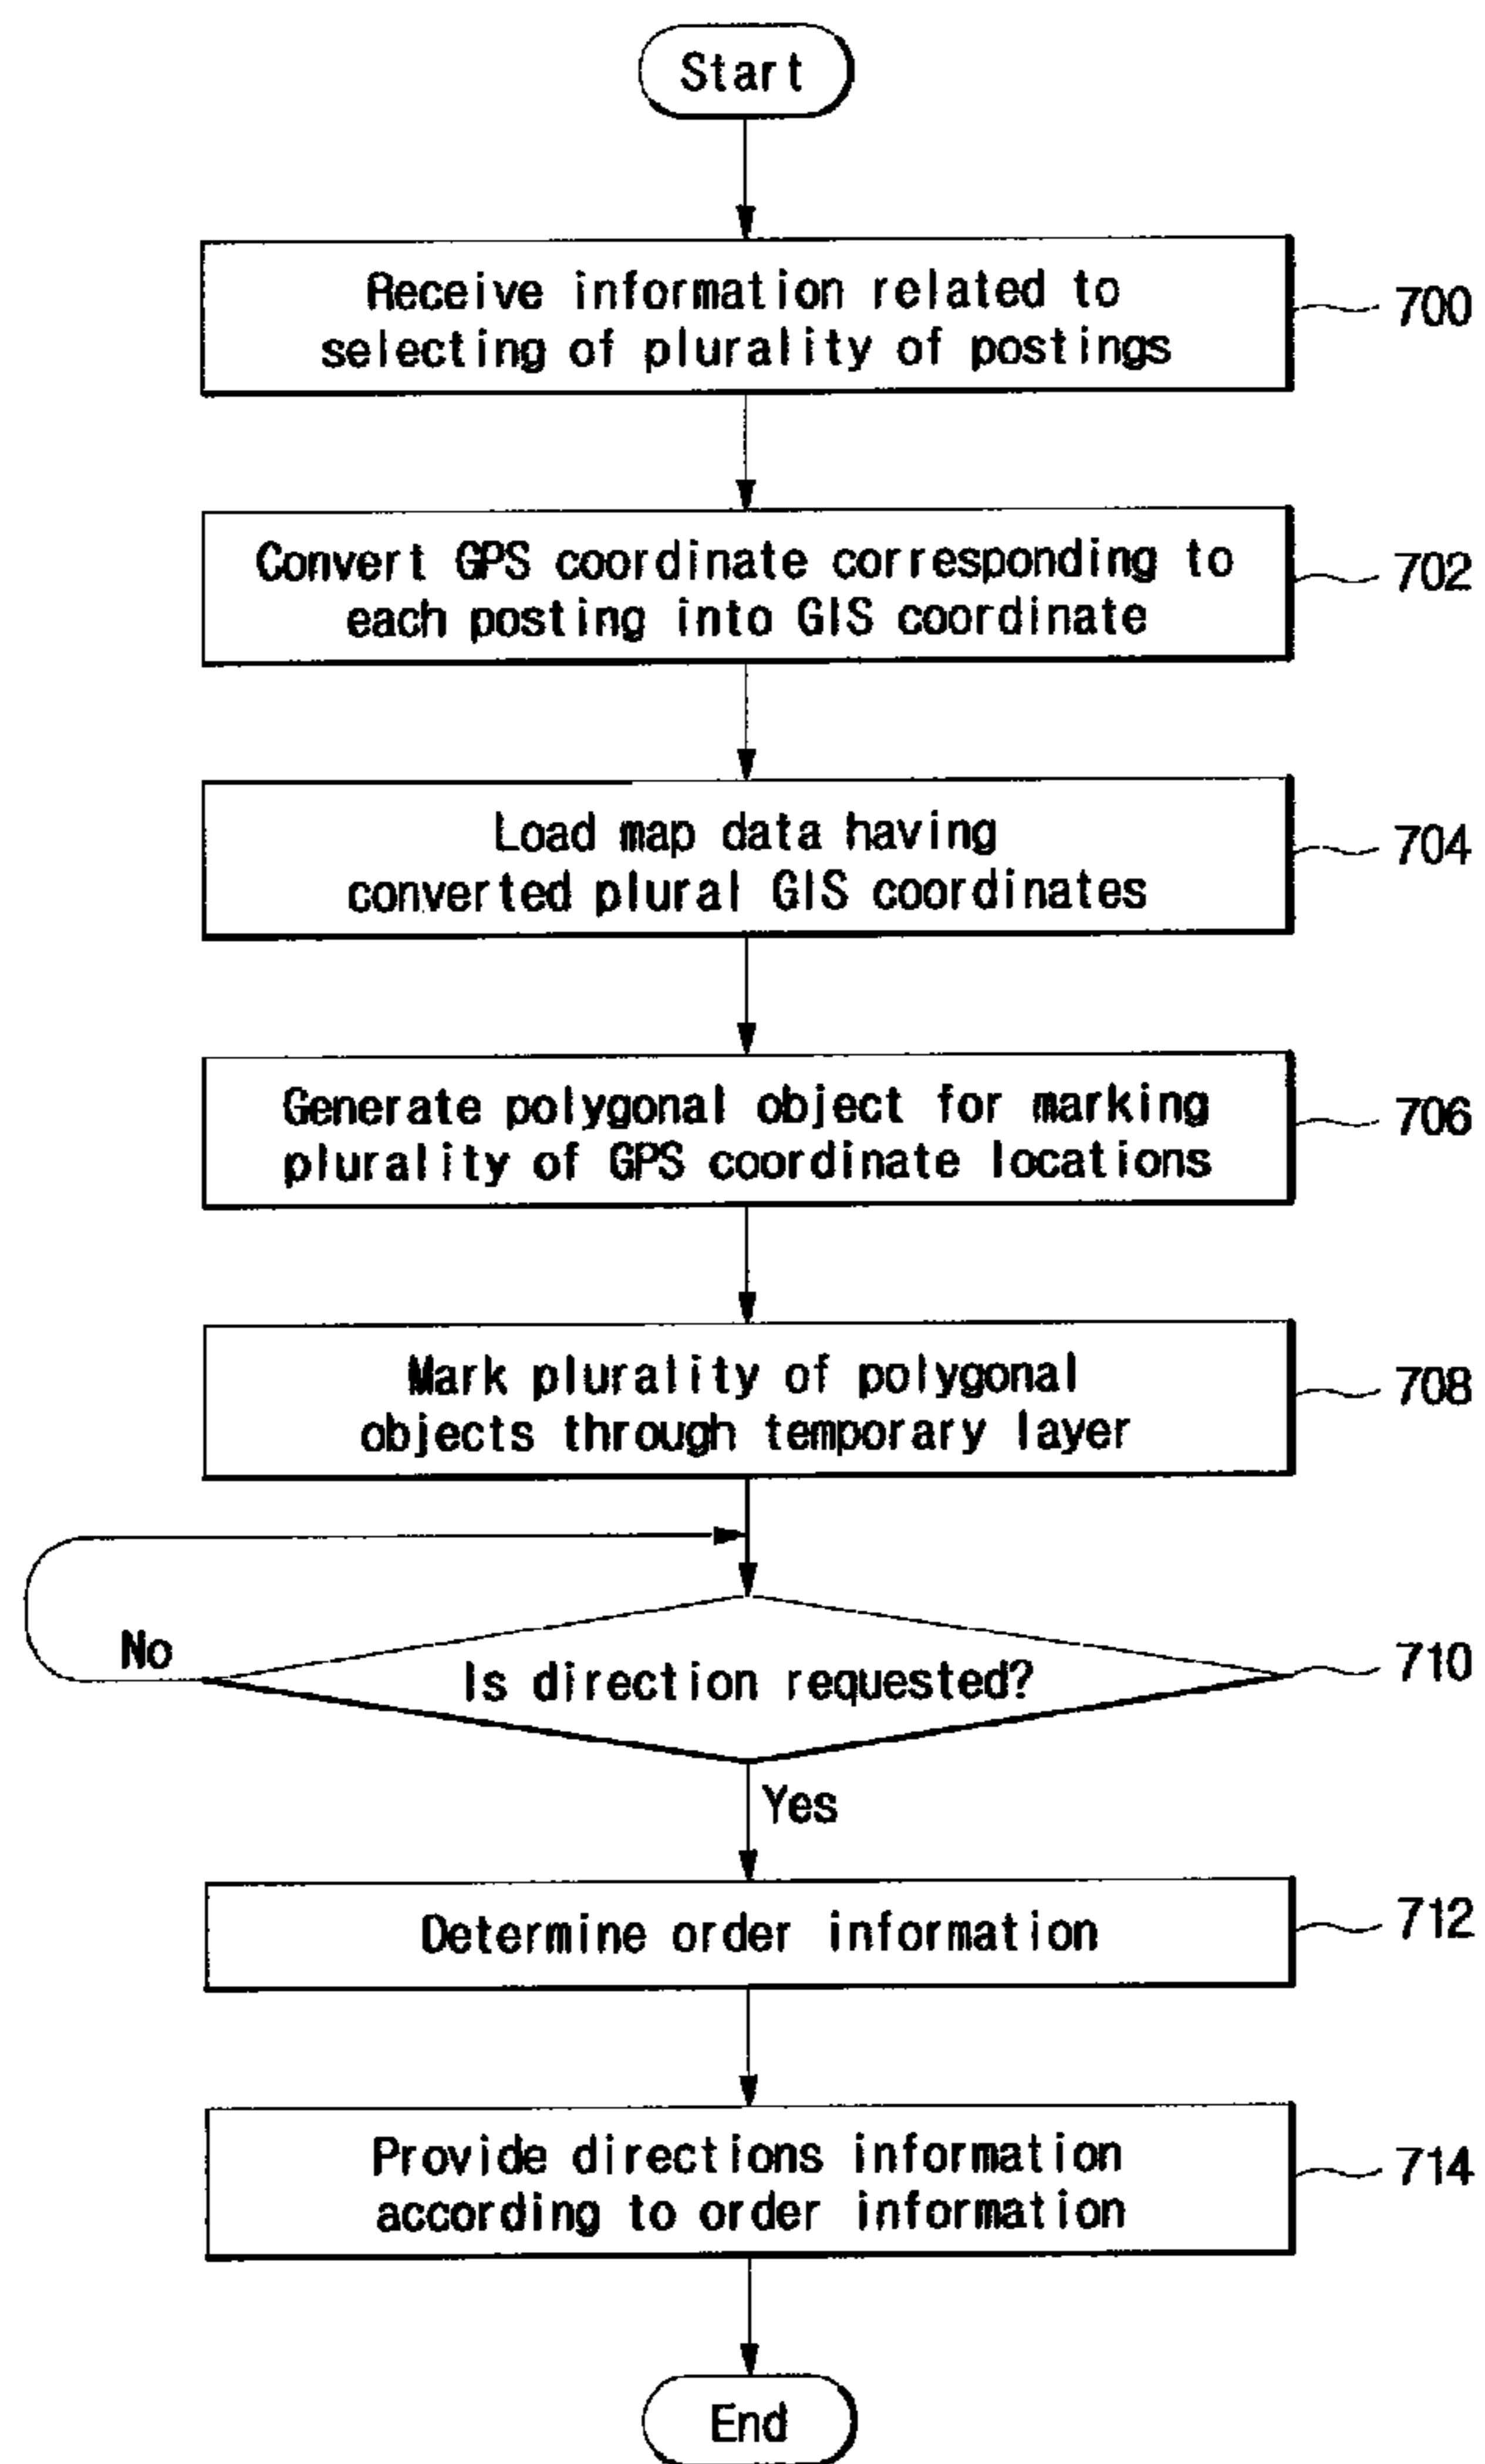 Start
Receive information related to
selecting of plurality of postings
700
Convert GPS coordinate corresponding to
each posting into GIS coordinate
702
Load map data having
converted plural GIS coordinates
704
Generate polygonal object for marking
plurality of GPS coordinate locations
706
Mark plurality of polygonal
objects through temporary layer
708
No
Is direction requested?
710
Yes
Determine order information
712
Provide directions information
according to order information
714
End